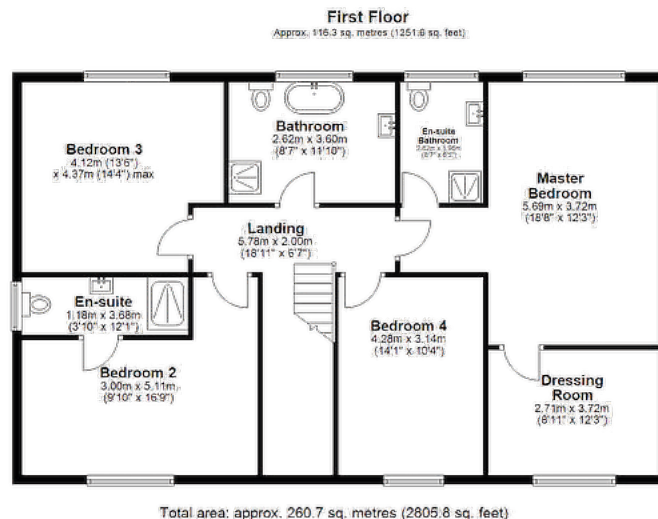 First Floor
Approx. 116.3 sq. metres (1251.8 sq. feet)
Bathroom
2.62m x 3.60m
(8'7" x 11'10")
En-suite
Bathroom
Bedroom 3
4.12m (13'6")
x 4.37m (14'4") max
Master
Bedroom
5.69m x 3.72m
(18'8" x 12'3")
Landing
5.78m x 2.00m
(18'11" x 6'7")
En-suite
1.18m x 3.68m
(3'10" x 12'1")
Bedroom 4
4.28m x 3.14m
(14'1" x 10'4")
Bedroom 2
3.00m x 5.11m
(9'10" x 16'9")
Dressing
Room
2.71m x 3.72m
(8'11" x 12'3")
Total area: approx. 260.7 sq. metres (2805.8 sq. feet)